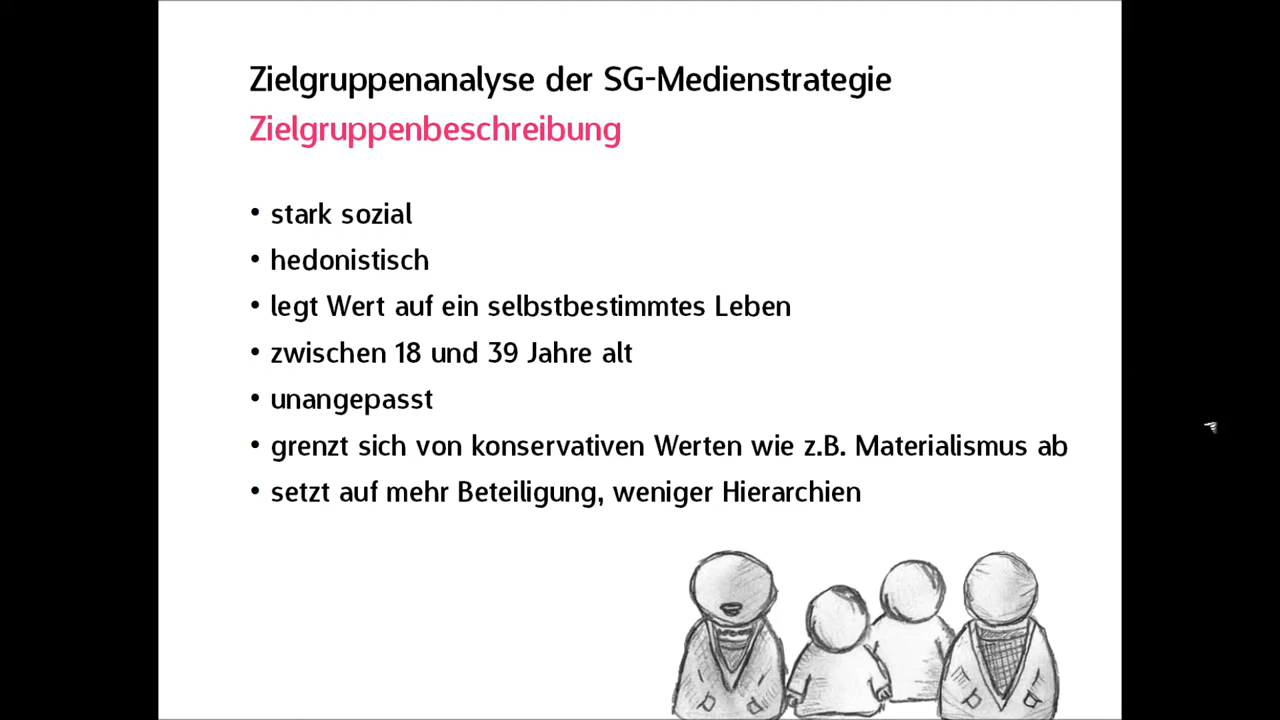 Zielgruppenanalyse der SG-Medienstrategie
Zielgruppenbeschreibung
• stark sozial
• hedonistisch
• legt Wert auf ein selbstbestimmtes Leben
• zwischen 18 und 39 Jahre alt
• unangepasst
• grenzt sich von konservativen Werten wie z.B. Materialismus ab
• setzt auf mehr Beteiligung, weniger Hierarchien